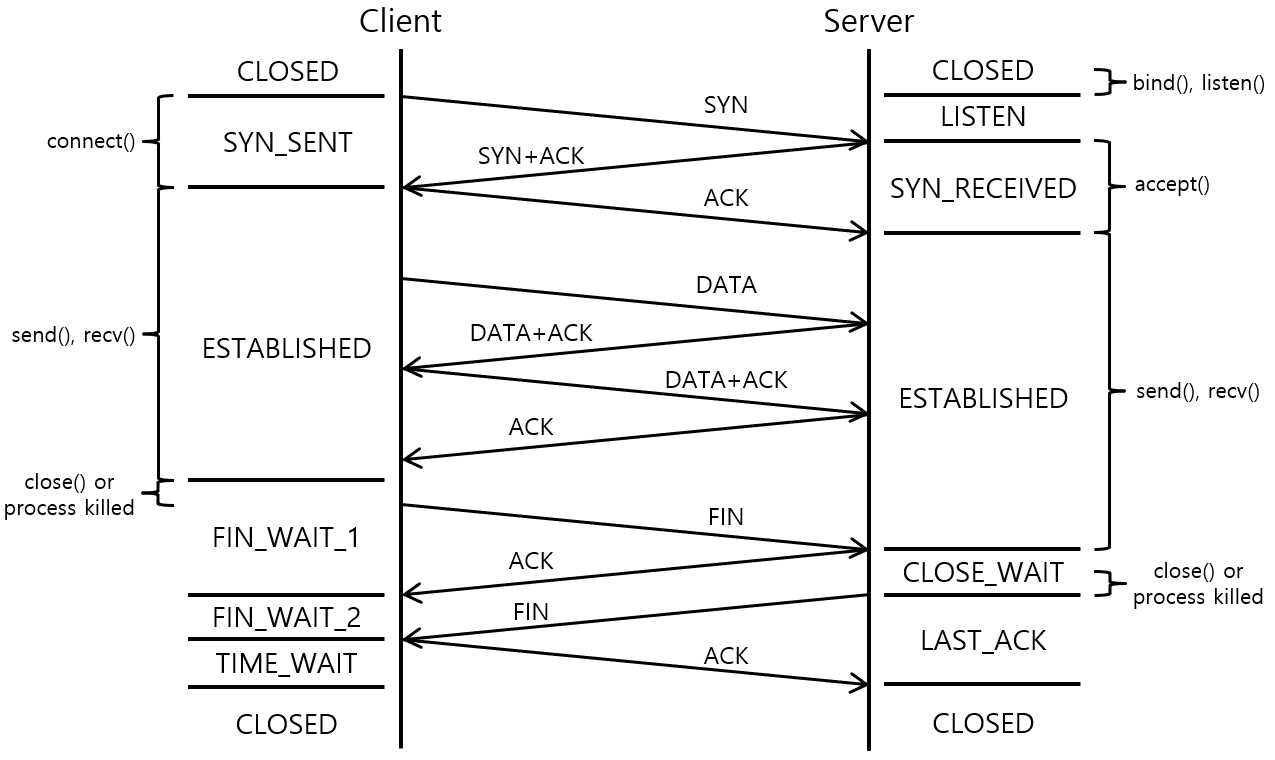 Client
Server
CLOSED
CLOSED
bind(), listen()
SYN
LISTEN
connect()
SYN_SENT
SYN+ACK
SYN_RECEIVED
accept()
ACK
DATA
send(), recv()
ESTABLISHED
DATA+ACK
DATA+ACK
ESTABLISHED
send(), recv()
ACK
close() or
process killed
FIN_WAIT_1
FIN
ACK
CLOSE_WAIT
close() or
process killed
FIN_WAIT_2
FIN
LAST_ACK
TIME_WAIT
ACK
CLOSED
CLOSED